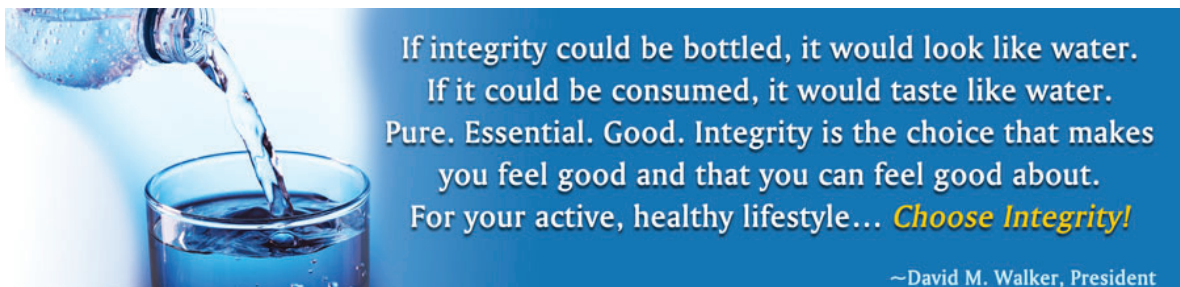 If integrity could be bottled, it would look like water.
If it could be consumed, it would taste like water.
Pure. Essential. Good. Integrity is the choice that makes
you feel good and that you can feel good about.
For your active, healthy lifestyle… Choose Integrity!
~David M. Walker, President